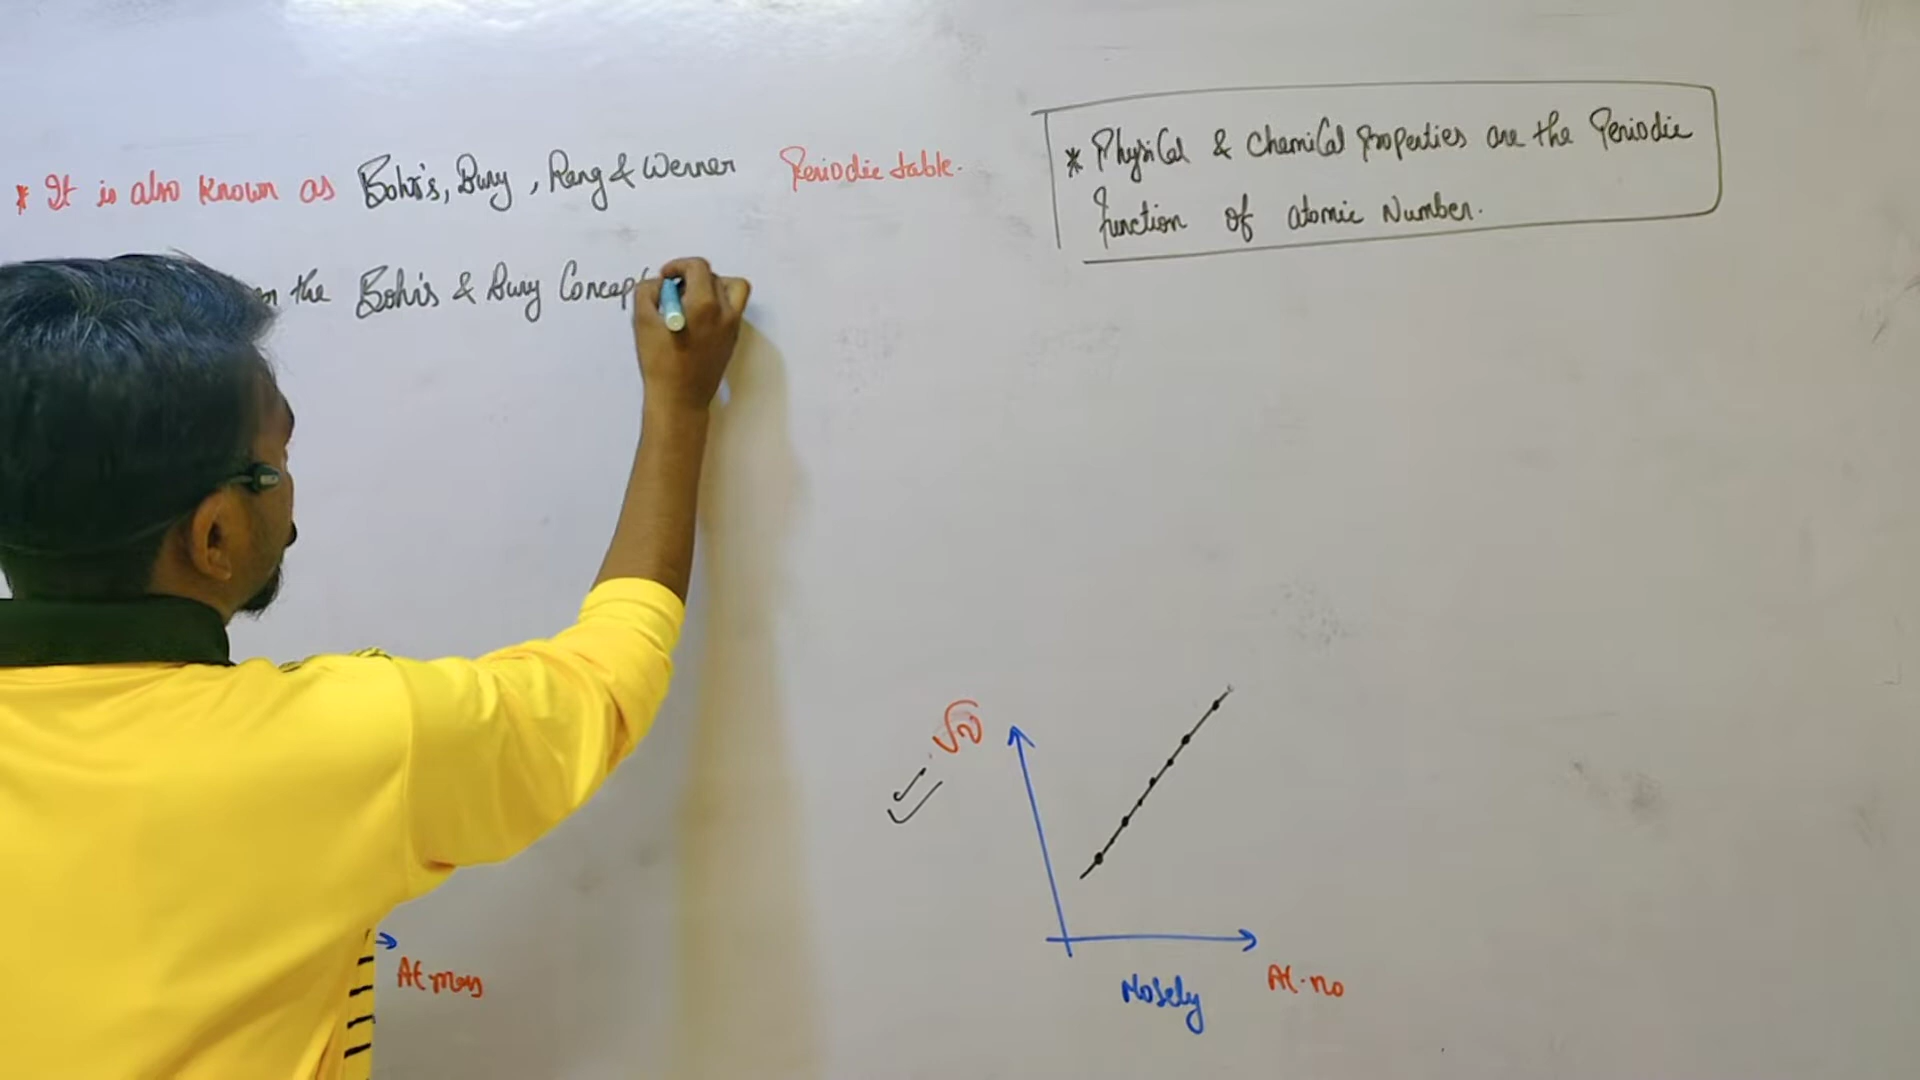 * It is also known as Bohr's, Bury, Rang & Werner Periodic table.
the Bohr's & Bury Concept
* Physical & Chemical Properties are the Periodic
function of atomic Number.
√ν
At. mass
Mosely
At. no